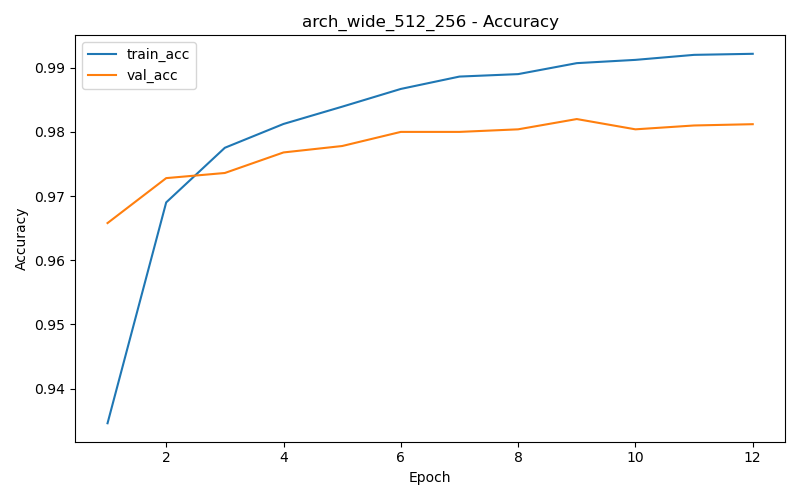 arch_wide_512_256 - Accuracy
train_acc
val_acc
0.99
0.98
0.97
0.96
0.95
0.94
Accuracy
2 4 6 8 10 12
Epoch